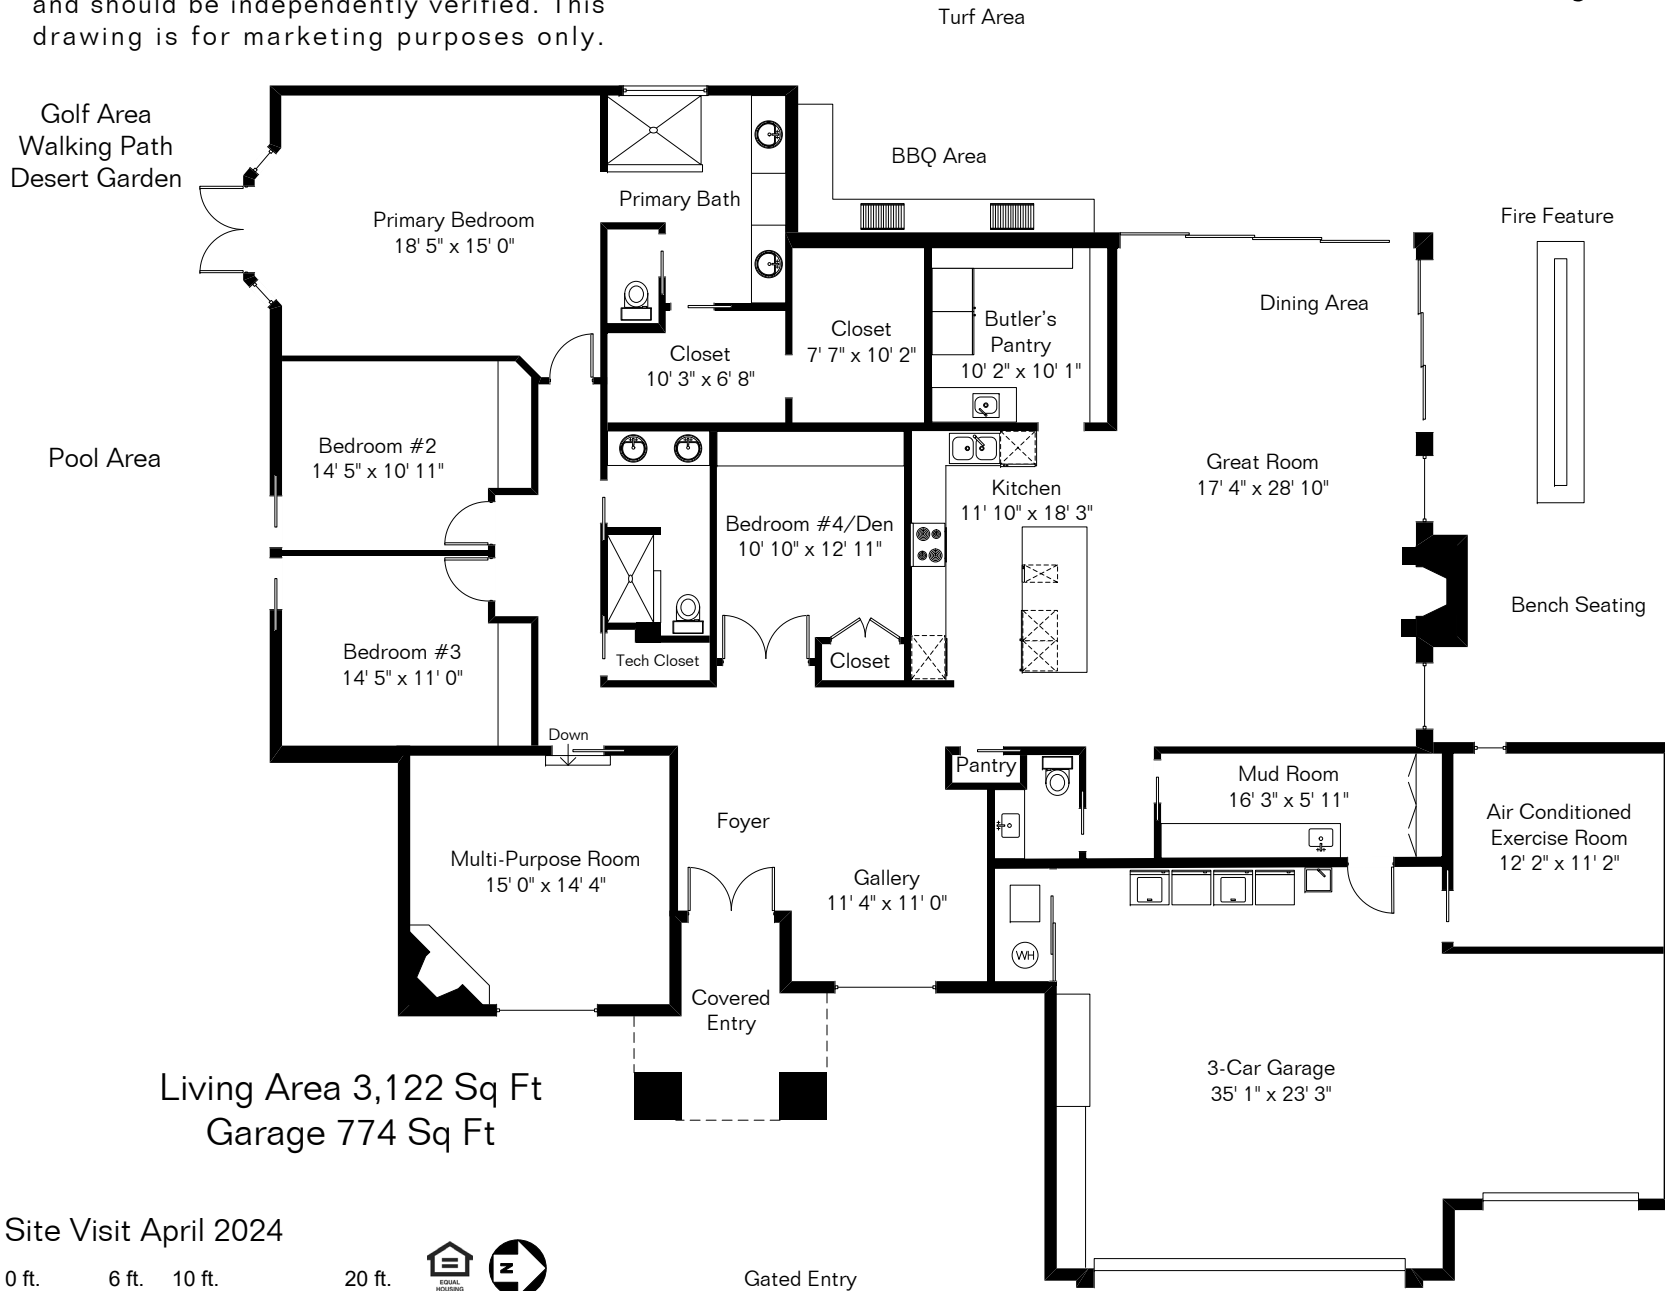 and should be independently verified. This
drawing is for marketing purposes only.
Turf Area
Golf Area
Walking Path
Desert Garden
BBQ Area
Primary Bath
Primary Bedroom
18' 5" x 15' 0"
Fire Feature
Dining Area
Closet
7' 7" x 10' 2"
Butler's
Pantry
10' 2" x 10' 1"
Closet
10' 3" x 6' 8"
Pool Area
Bedroom #2
14' 5" x 10' 11"
Great Room
17' 4" x 28' 10"
Kitchen
11' 10" x 18' 3"
Bedroom #4/Den
10' 10" x 12' 11"
Bench Seating
Bedroom #3
14' 5" x 11' 0"
Tech Closet
Closet
Down
Pantry
Mud Room
16' 3" x 5' 11"
Foyer
Air Conditioned
Exercise Room
12' 2" x 11' 2"
Multi-Purpose Room
15' 0" x 14' 4"
Gallery
11' 4" x 11' 0"
WH
Covered
Entry
3-Car Garage
35' 1" x 23' 3"
Living Area 3,122 Sq Ft
Garage 774 Sq Ft
Site Visit April 2024
0 ft. 6 ft. 10 ft. 20 ft.
EQUAL
HOUSING
N
Gated Entry